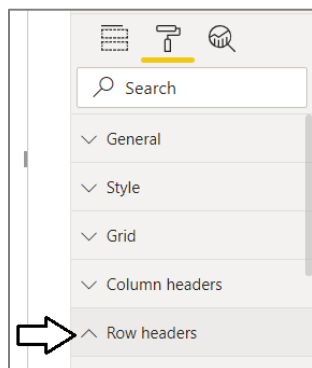 Search
General
Style
Grid
Column headers
Row headers